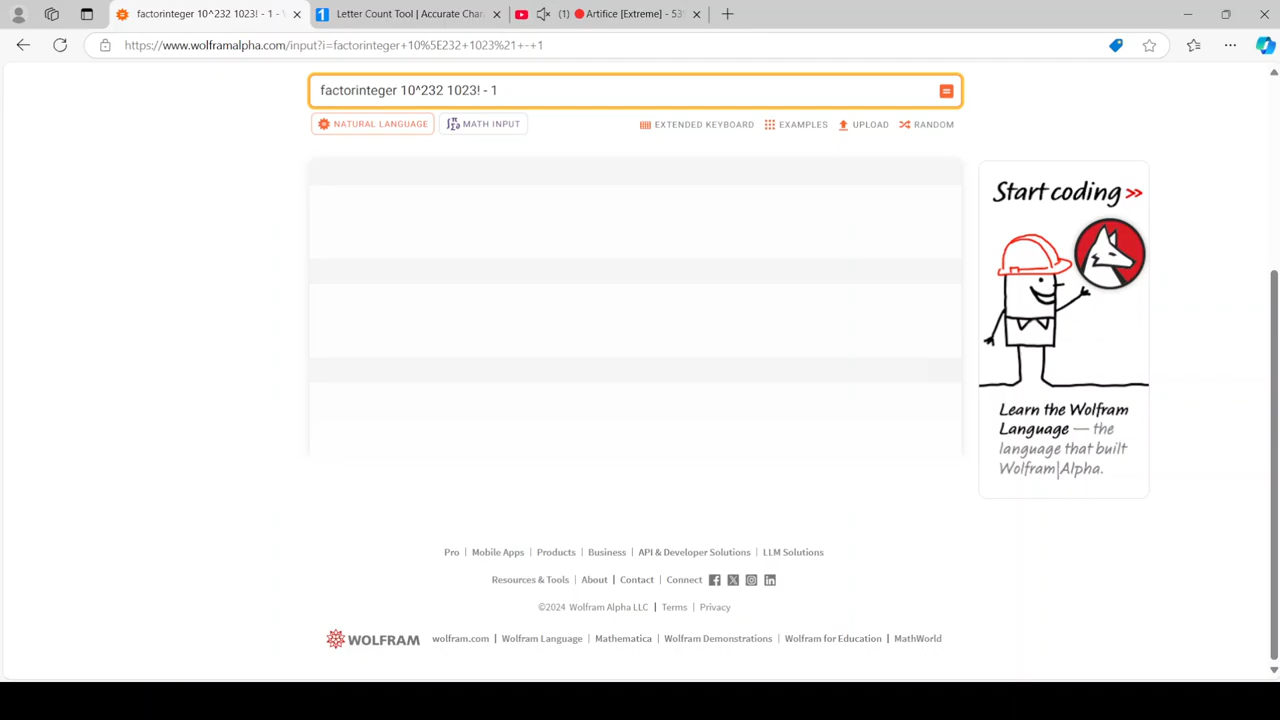 factorinteger 10^232 1023! - 1 - V
Letter Count Tool | Accurate Char
(1) 🔴 Artifice [Extreme] - 539
https://www.wolframalpha.com/input?i=factorinteger+10%5E232+1023%21+-+1
factorinteger 10^232 1023! - 1
NATURAL LANGUAGE
MATH INPUT
EXTENDED KEYBOARD
EXAMPLES
UPLOAD
RANDOM
Start coding >>
Learn the Wolfram
Language — the
language that built
Wolfram|Alpha.
Pro | Mobile Apps | Products | Business | API & Developer Solutions | LLM Solutions
Resources & Tools | About | Contact | Connect
©2024 Wolfram Alpha LLC | Terms | Privacy
WOLFRAM wolfram.com | Wolfram Language | Mathematica | Wolfram Demonstrations | Wolfram for Education | MathWorld